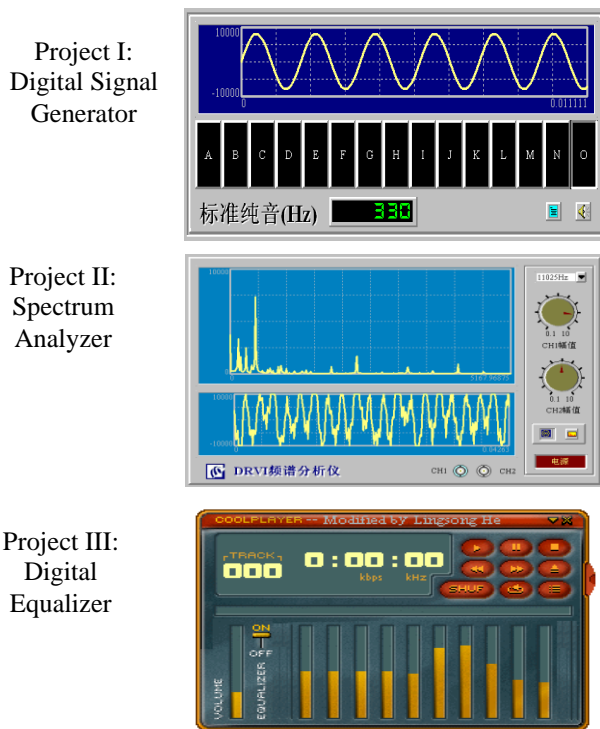 Project I:
Digital Signal
Generator
10000
-10000
0
0.011111
A B C D E F G H I J K L M N O
标准纯音(Hz) 330
Project II:
Spectrum
Analyzer
10000
0
5167.96875
10000
-10000
0
0.04263
11025Hz
0.1 10
CH1幅值
0.1 10
CH2幅值
电源
DRVI频谱分析仪
CH1 CH2
Project III:
Digital
Equalizer
COOLPLAYER -- Modified by Lingsong He
TRACK
000
0:00:00
kbps kHz
SHUF
ON
OFF
VOLUME
EQUALIZER